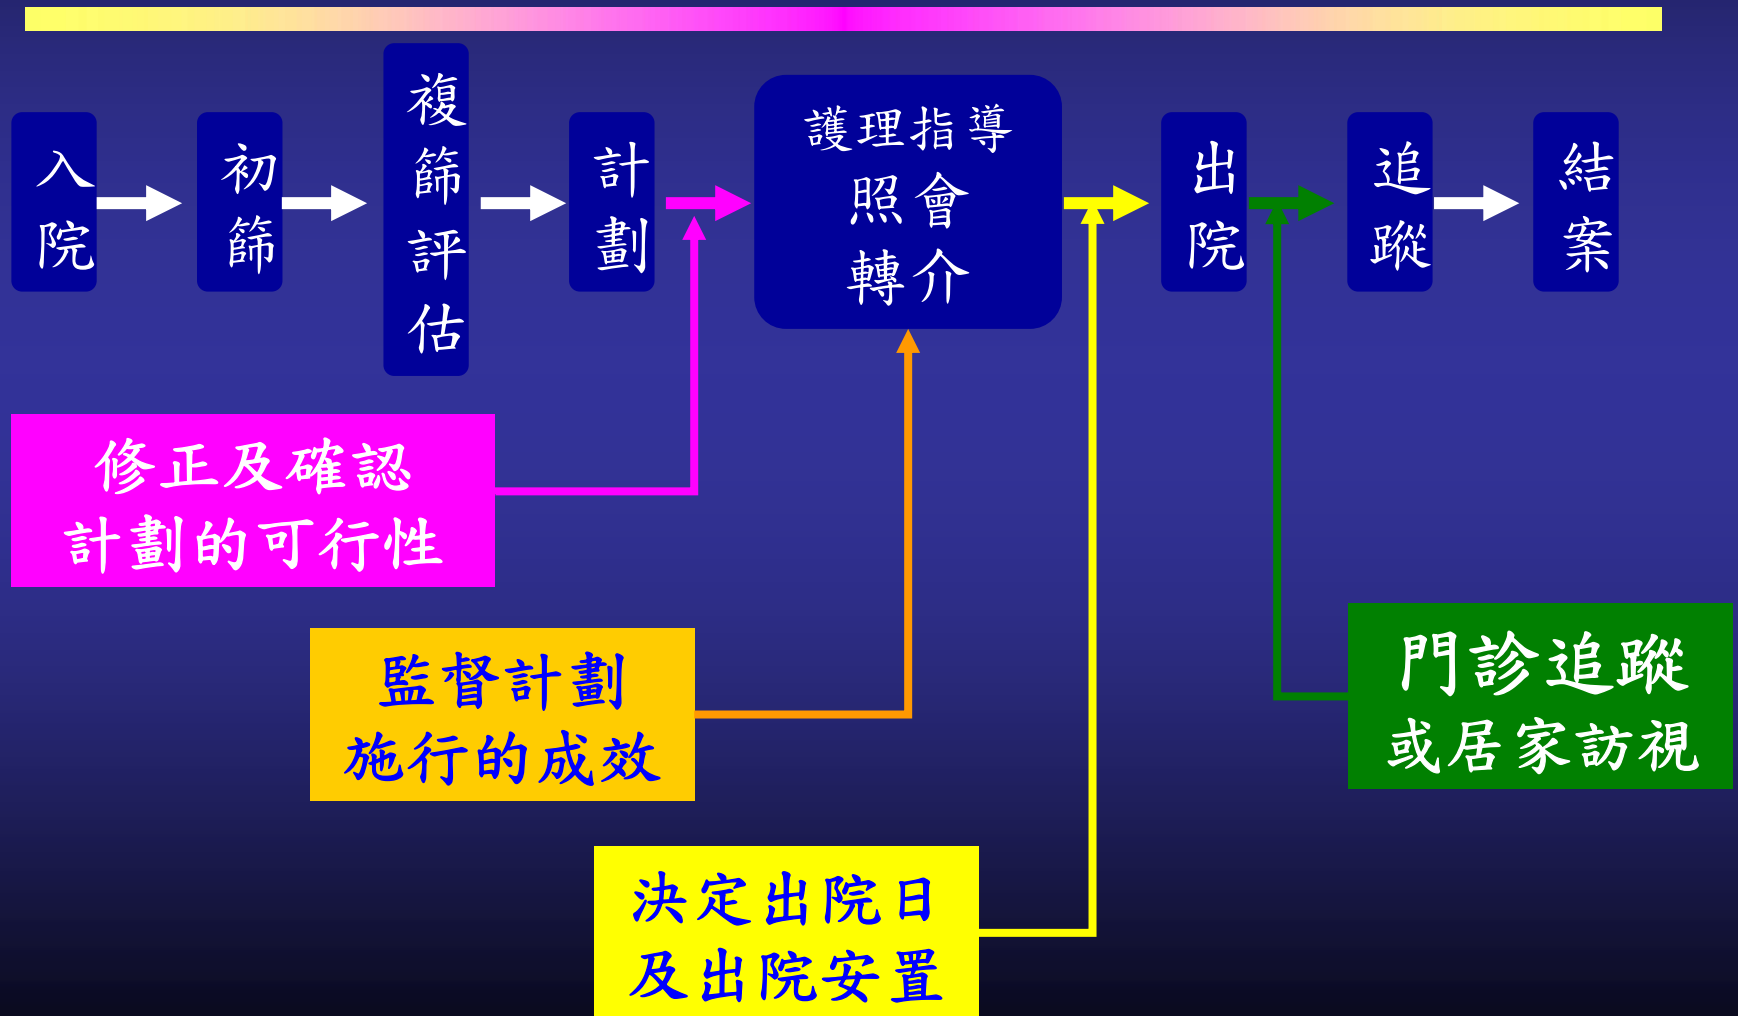 入院
初篩
複篩評估
計劃
護理指導
照會
轉介
出院
追蹤
結案
修正及確認
計劃的可行性
監督計劃
施行的成效
決定出院日
及出院安置
門診追蹤
或居家訪視